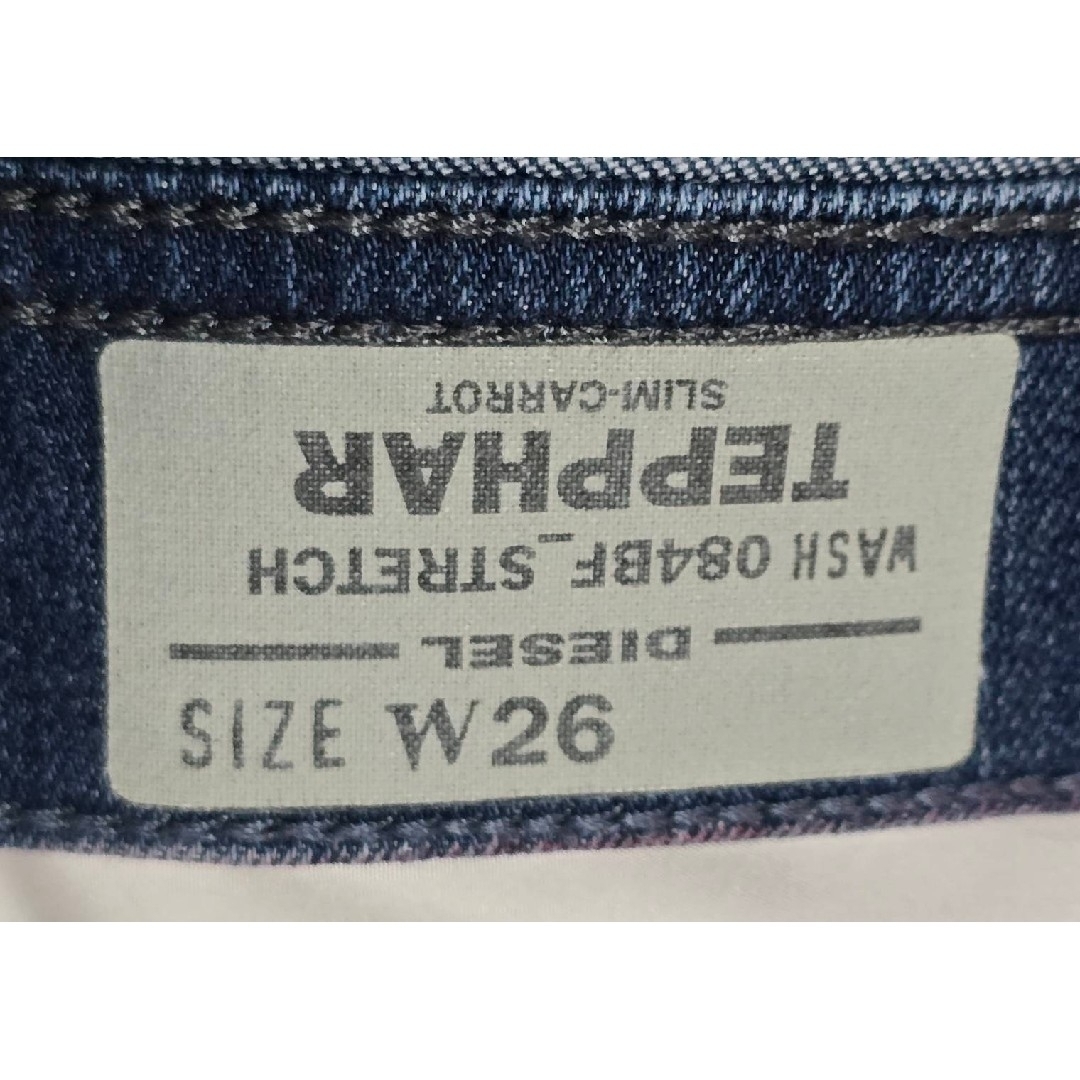 SLIM-CARROT
TEPPHAR
WASH 084BF_STRETCH
DIESEL
SIZE W26